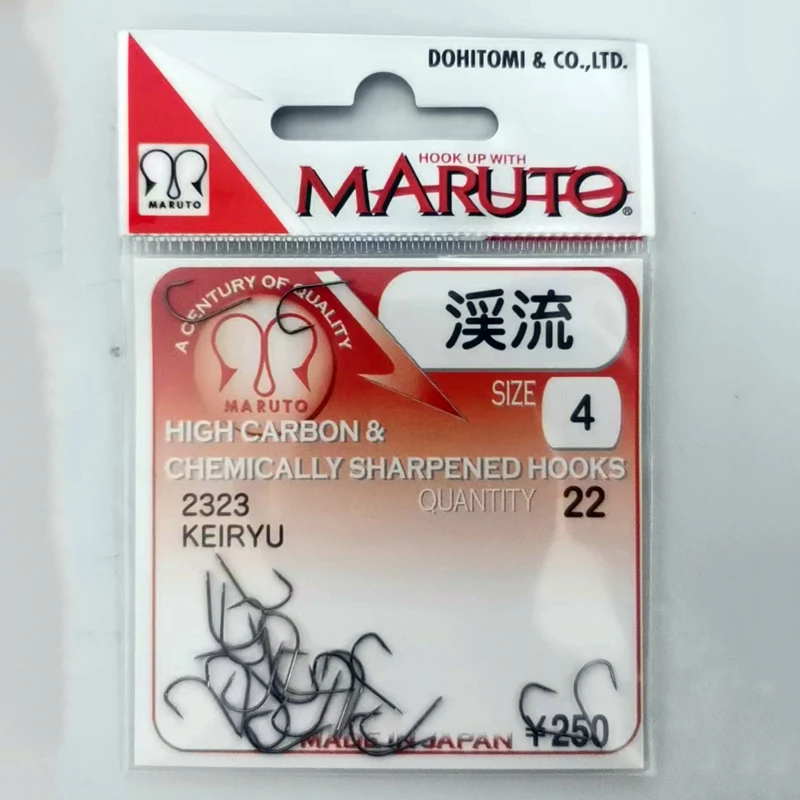 DOHITOMI & CO.,LTD.
HOOK UP WITH
MARUTO®
MARUTO
A CENTURY OF QUALITY
渓流
MARUTO
SIZE 4
HIGH CARBON &
CHEMICALLY SHARPENED HOOKS
QUANTITY 22
2323
KEIRYU
MADE IN JAPAN
¥250